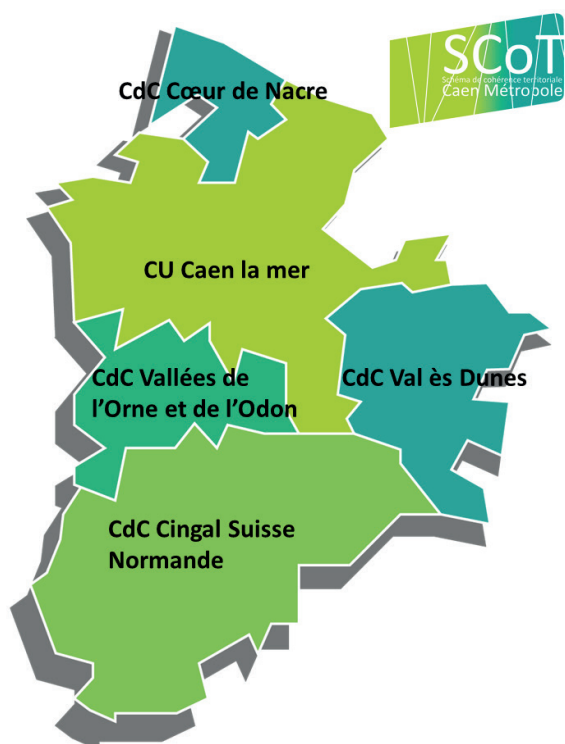 SCoT
Schéma de cohérence territoriale
Caen Métropole
CdC Cœur de Nacre
CU Caen la mer
CdC Vallées de
l’Orne et de l’Odon
CdC Val ès Dunes
CdC Cingal Suisse
Normande